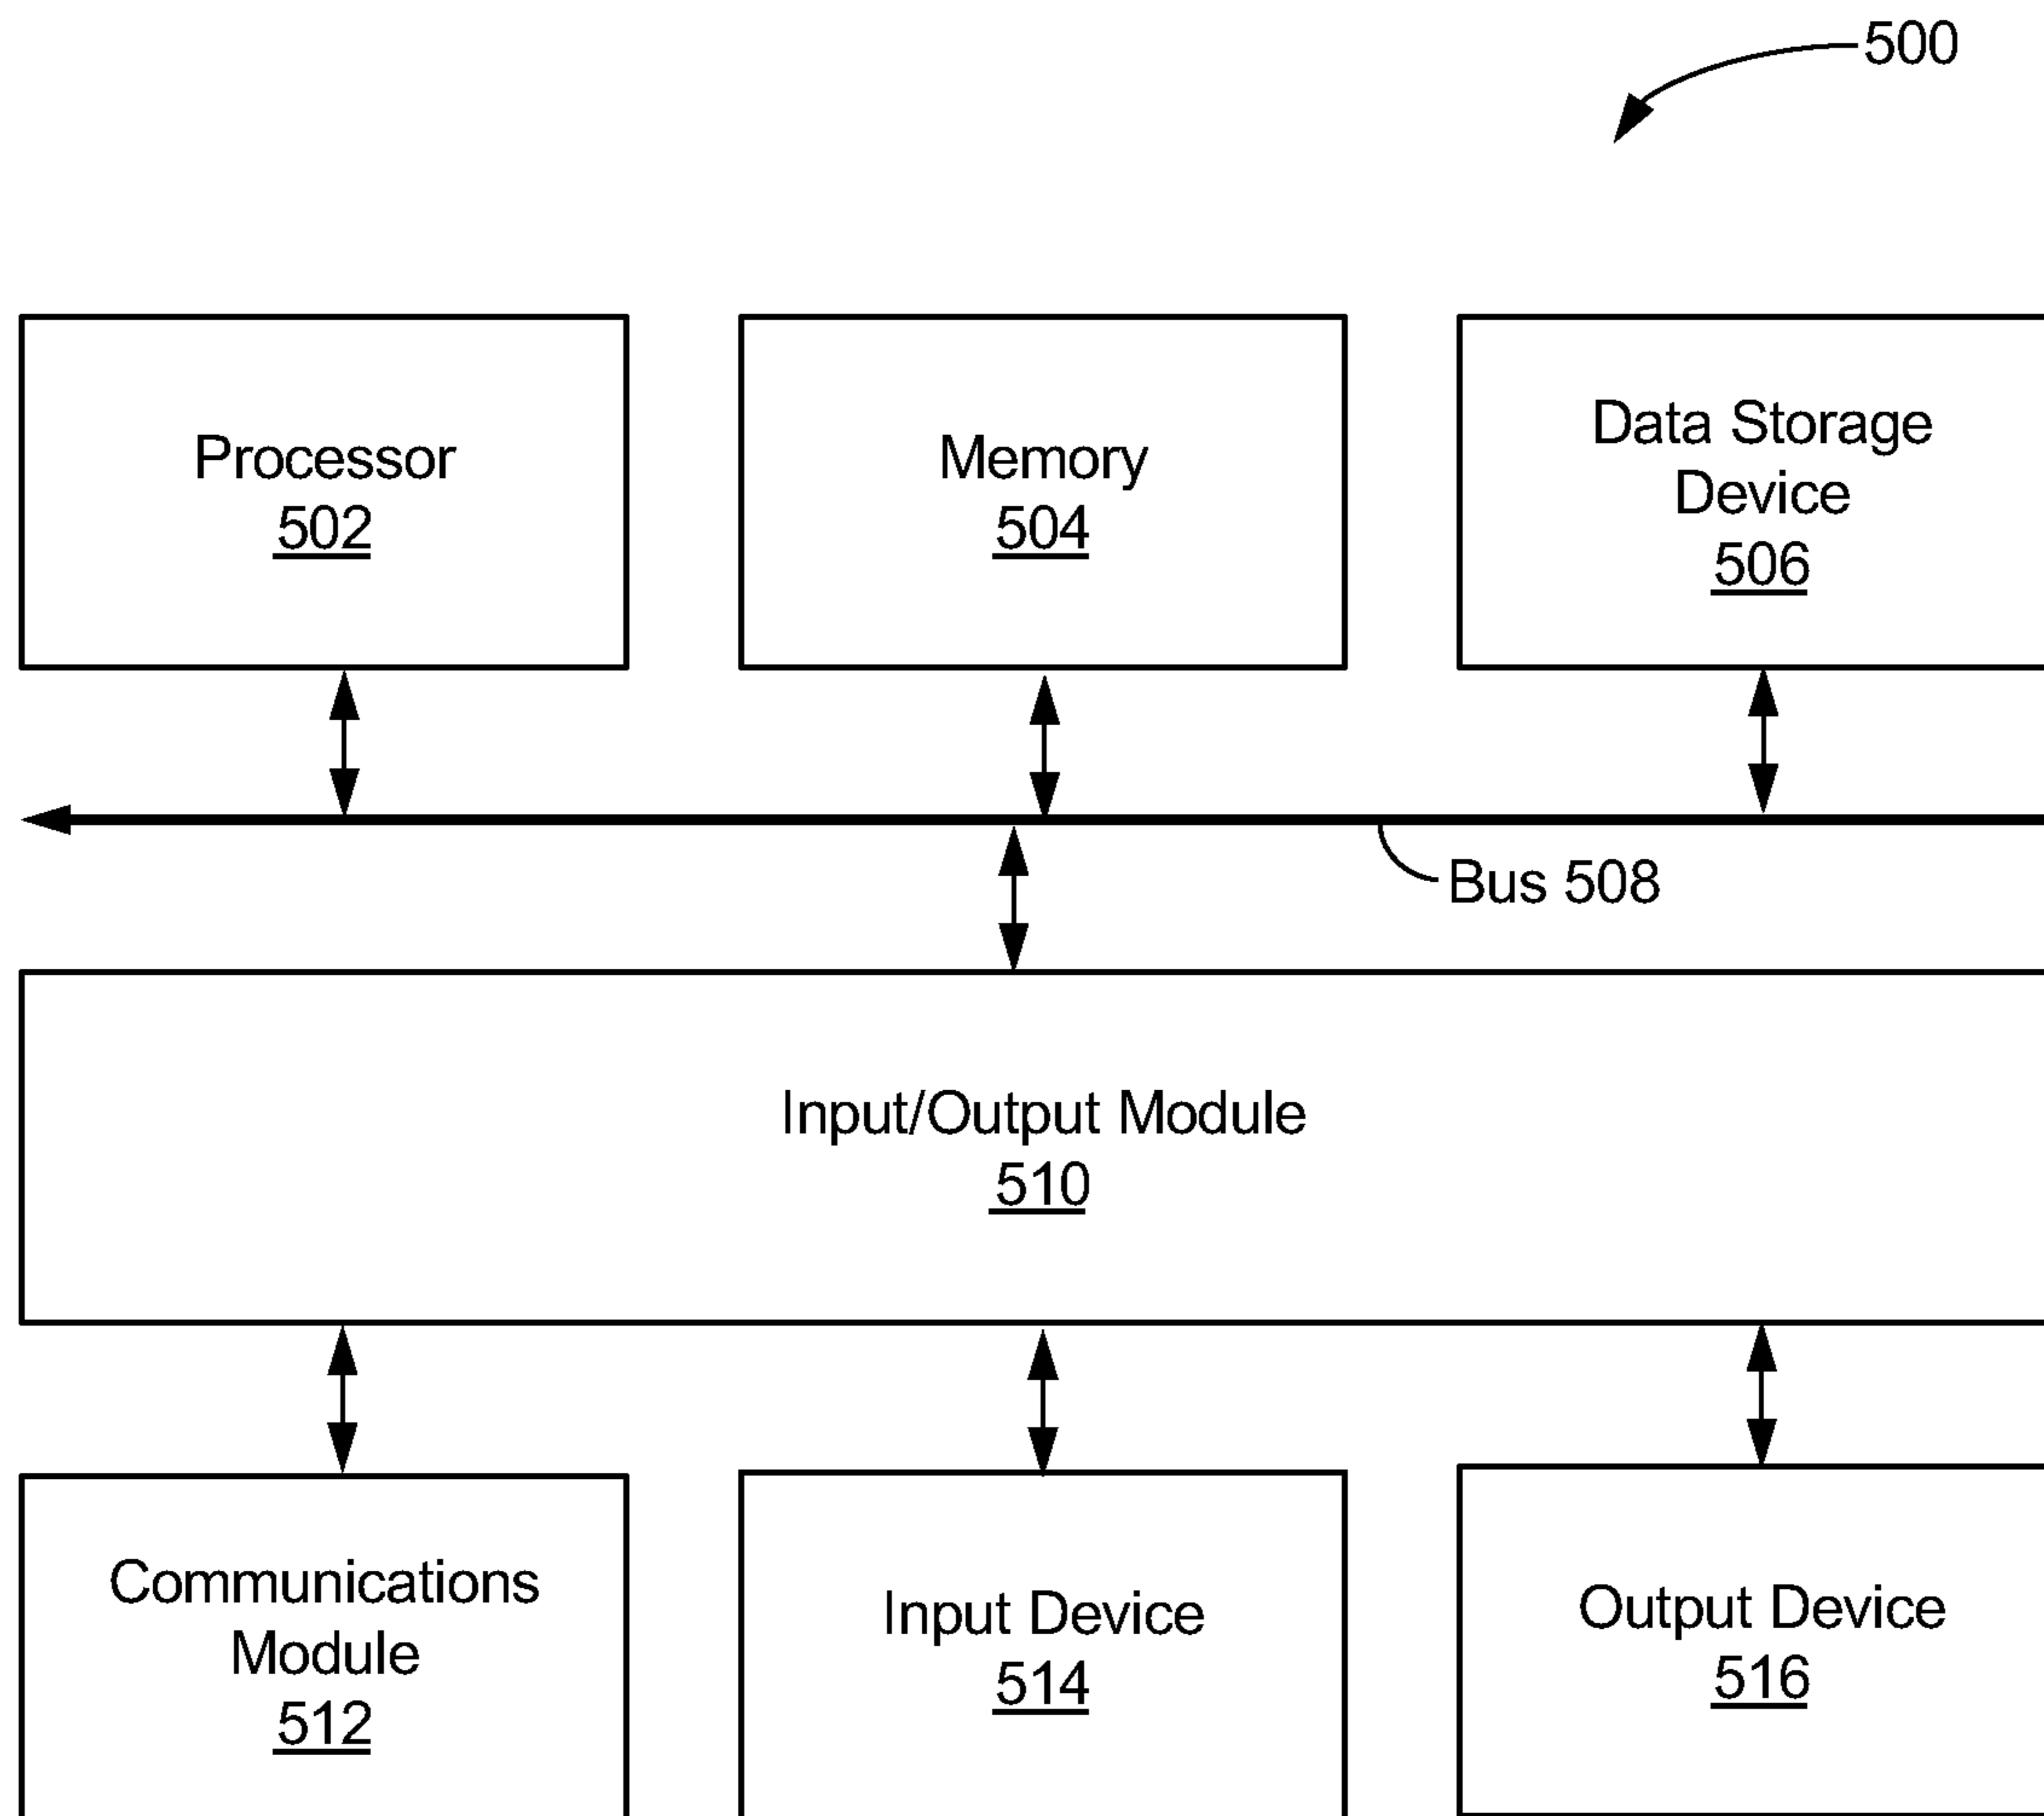 500
Processor
502
Memory
504
Data Storage
Device
506
Bus 508
Input/Output Module
510
Communications
Module
512
Input Device
514
Output Device
516